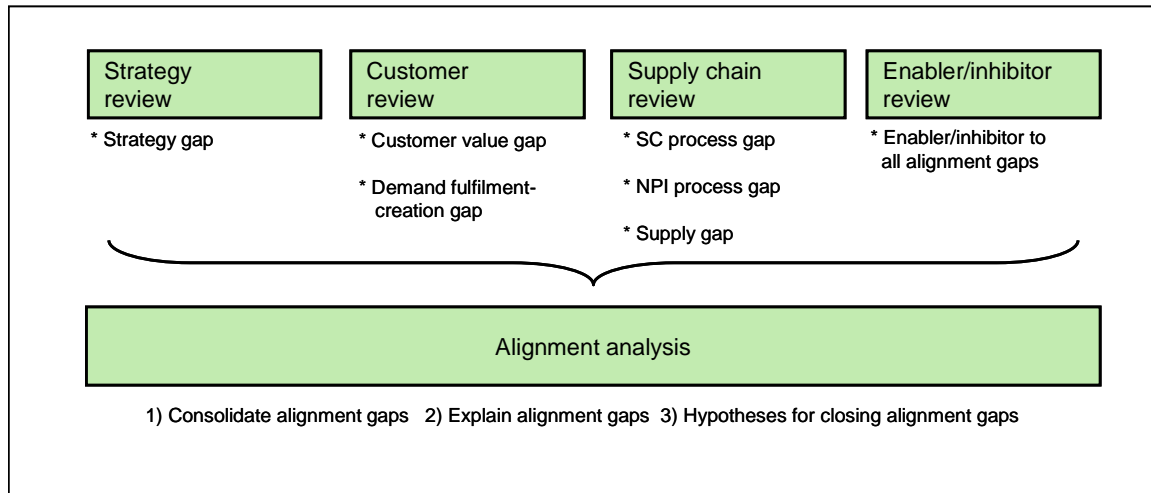 Strategy
review
* Strategy gap
Customer
review
* Customer value gap
* Demand fulfilment-
creation gap
Supply chain
review
* SC process gap
* NPI process gap
* Supply gap
Enabler/inhibitor
review
* Enabler/inhibitor to
all alignment gaps
Alignment analysis
1) Consolidate alignment gaps 2) Explain alignment gaps 3) Hypotheses for closing alignment gaps